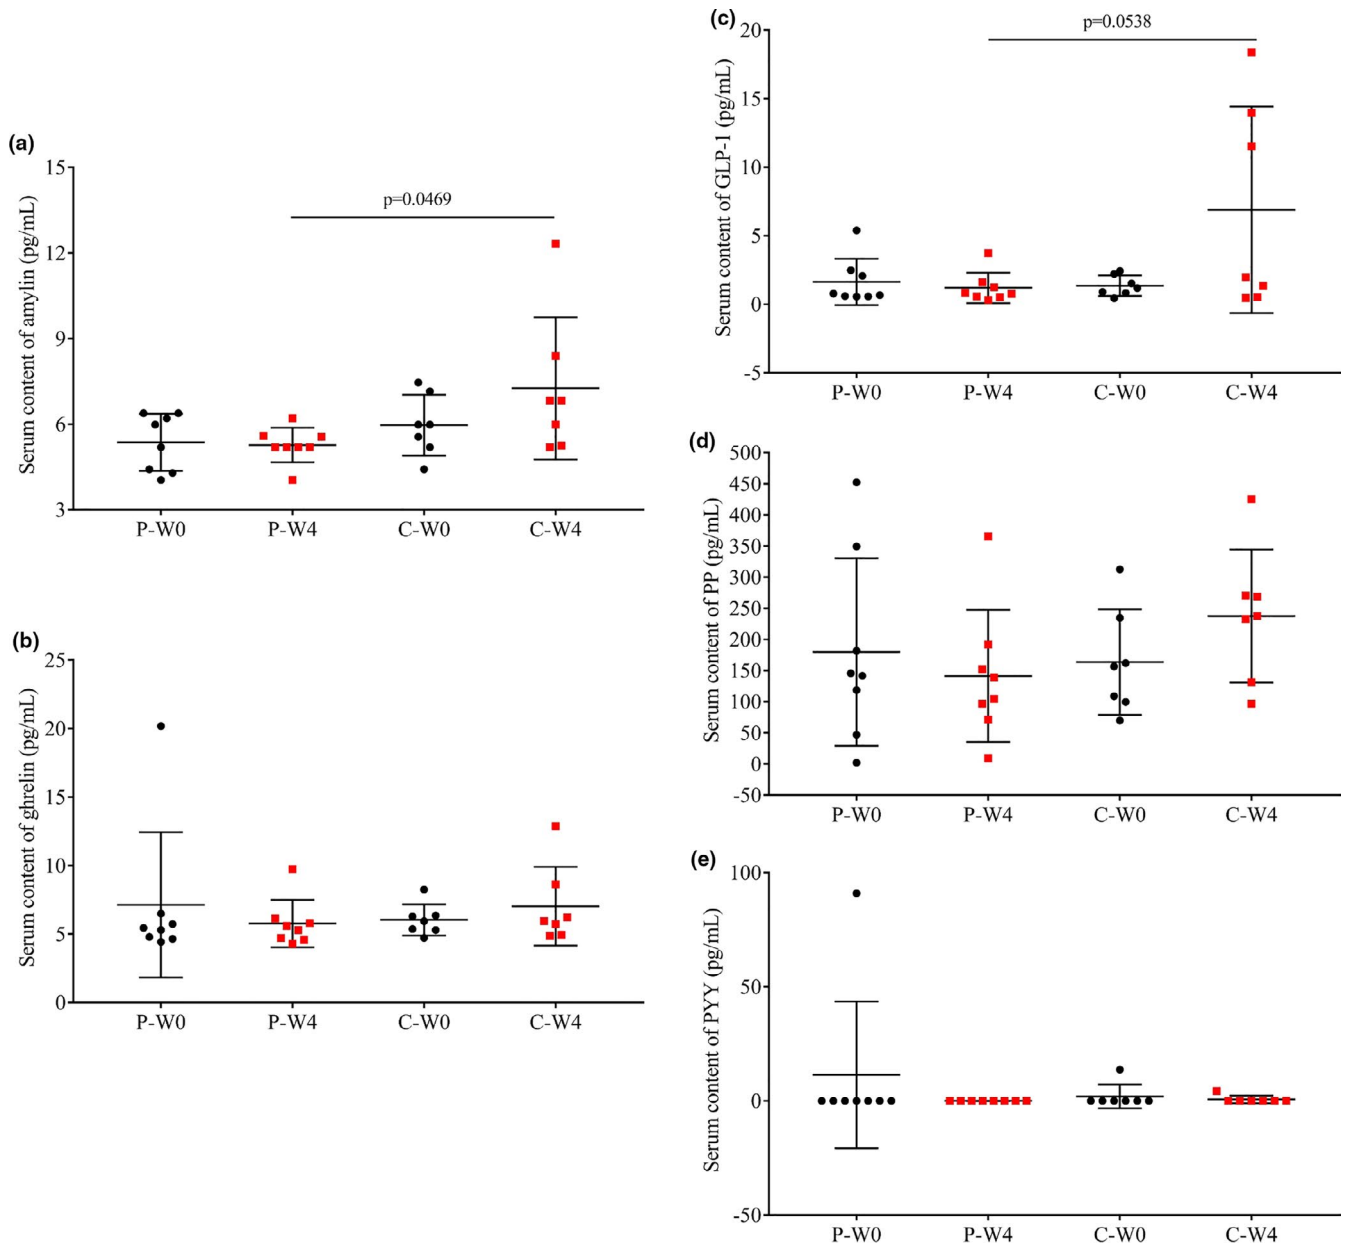 (a)
Serum content of amylin (pg/mL)
15
12
9
6
3
p=0.0469
P-W0 P-W4 C-W0 C-W4
(b)
Serum content of ghrelin (pg/mL)
25
20
15
10
5
0
P-W0 P-W4 C-W0 C-W4
(c)
Serum content of GLP-1 (pg/mL)
20
15
10
5
0
-5
p=0.0538
P-W0 P-W4 C-W0 C-W4
(d)
Serum content of PP (pg/mL)
500
450
400
350
300
250
200
150
100
50
0
-50
P-W0 P-W4 C-W0 C-W4
(e)
Serum content of PYY (pg/mL)
100
50
0
-50
P-W0 P-W4 C-W0 C-W4